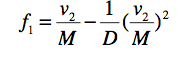 f₁ = v₂/M − 1/D (v₂/M)²